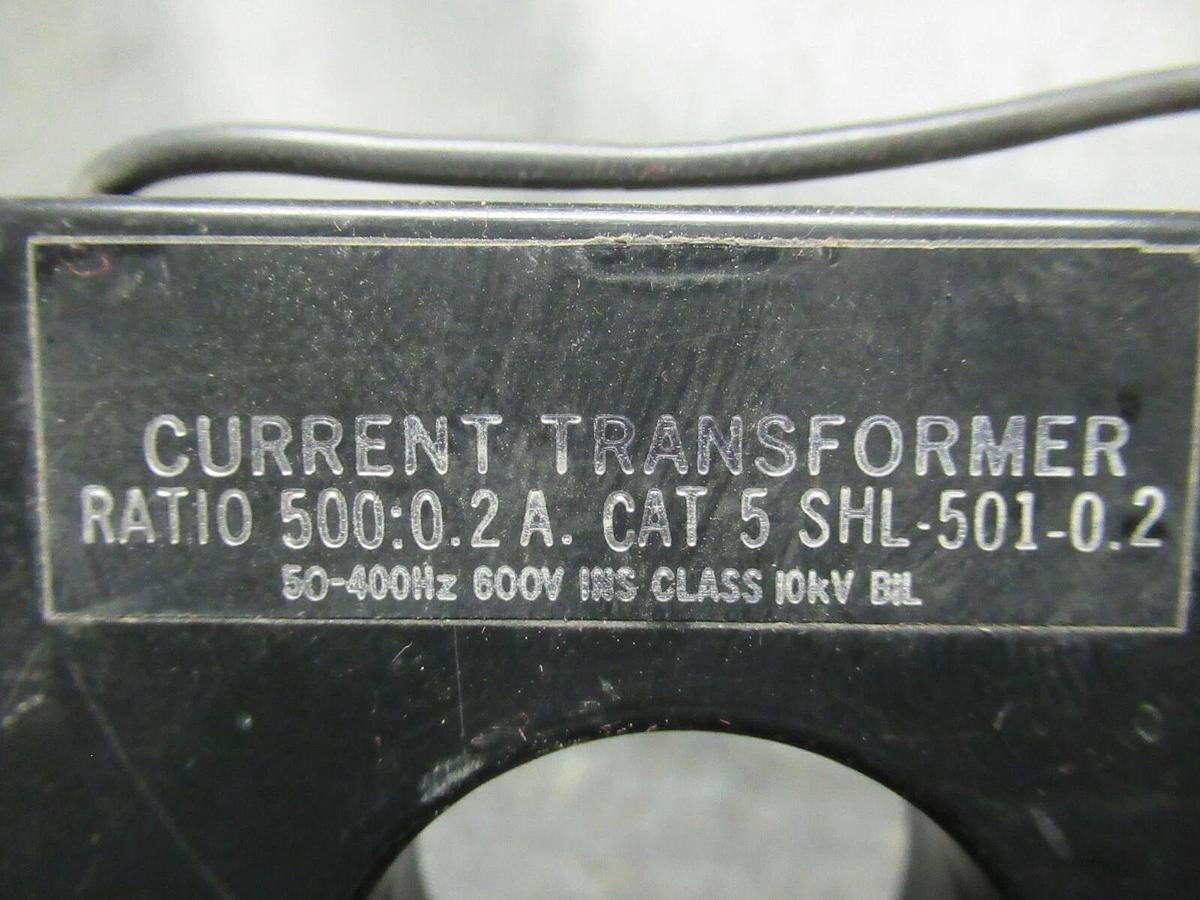 CURRENT TRANSFORMER
RATIO 500:0.2 A. CAT 5 SHL-501-0.2
50-400Hz 600V INS CLASS 10kV BIL